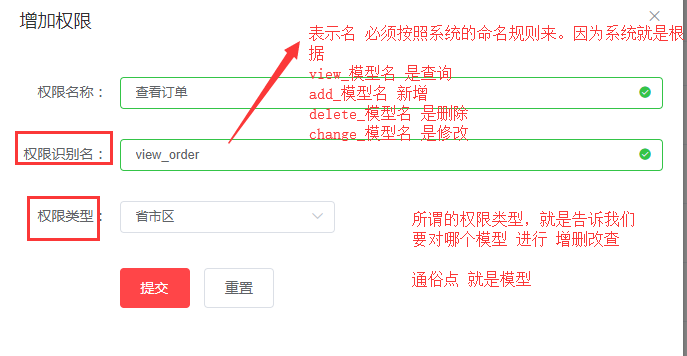 增加权限
表示名 必须按照系统的命名规则来。因为系统就是根
据
view_模型名 是查询
add_模型名 新增
delete_模型名 是删除
change_模型名 是修改
权限名称： 查看订单
权限识别名： view_order
权限类型： 省市区
所谓的权限类型，就是告诉我们
要对哪个模型 进行 增删改查
通俗点 就是模型
提交 重置